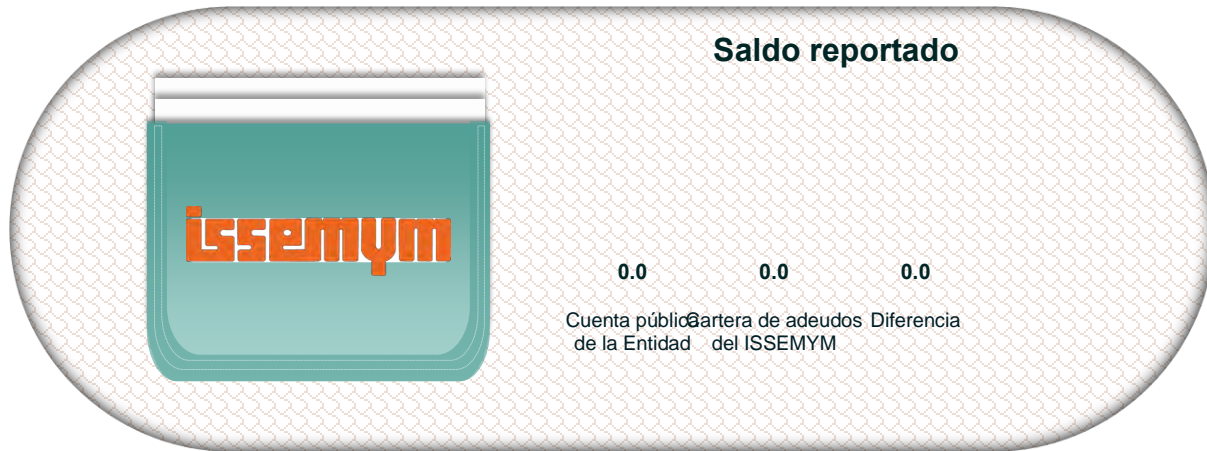 Saldo reportado
issemym
0.0 0.0 0.0
Cuenta pública Cartera de adeudos Diferencia
de la Entidad del ISSEMYM